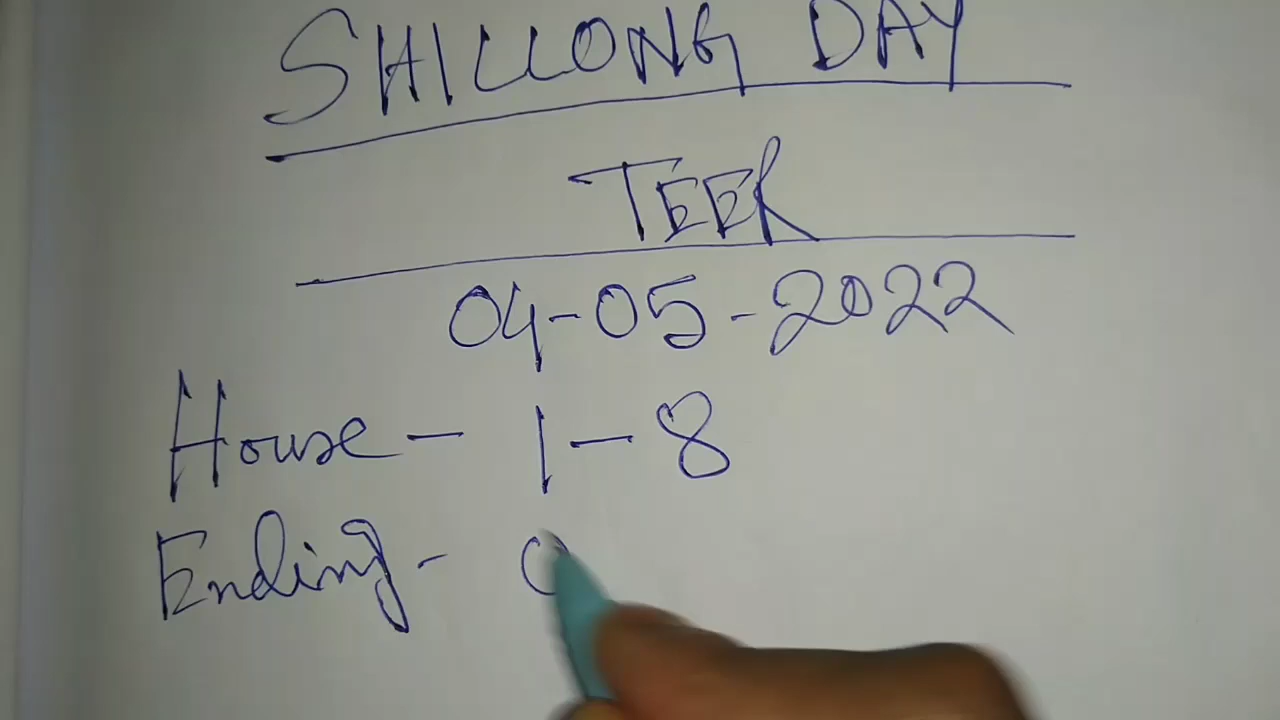 SHILLONG DAY
TEER
04-05-2022
House - 1-8
Ending -